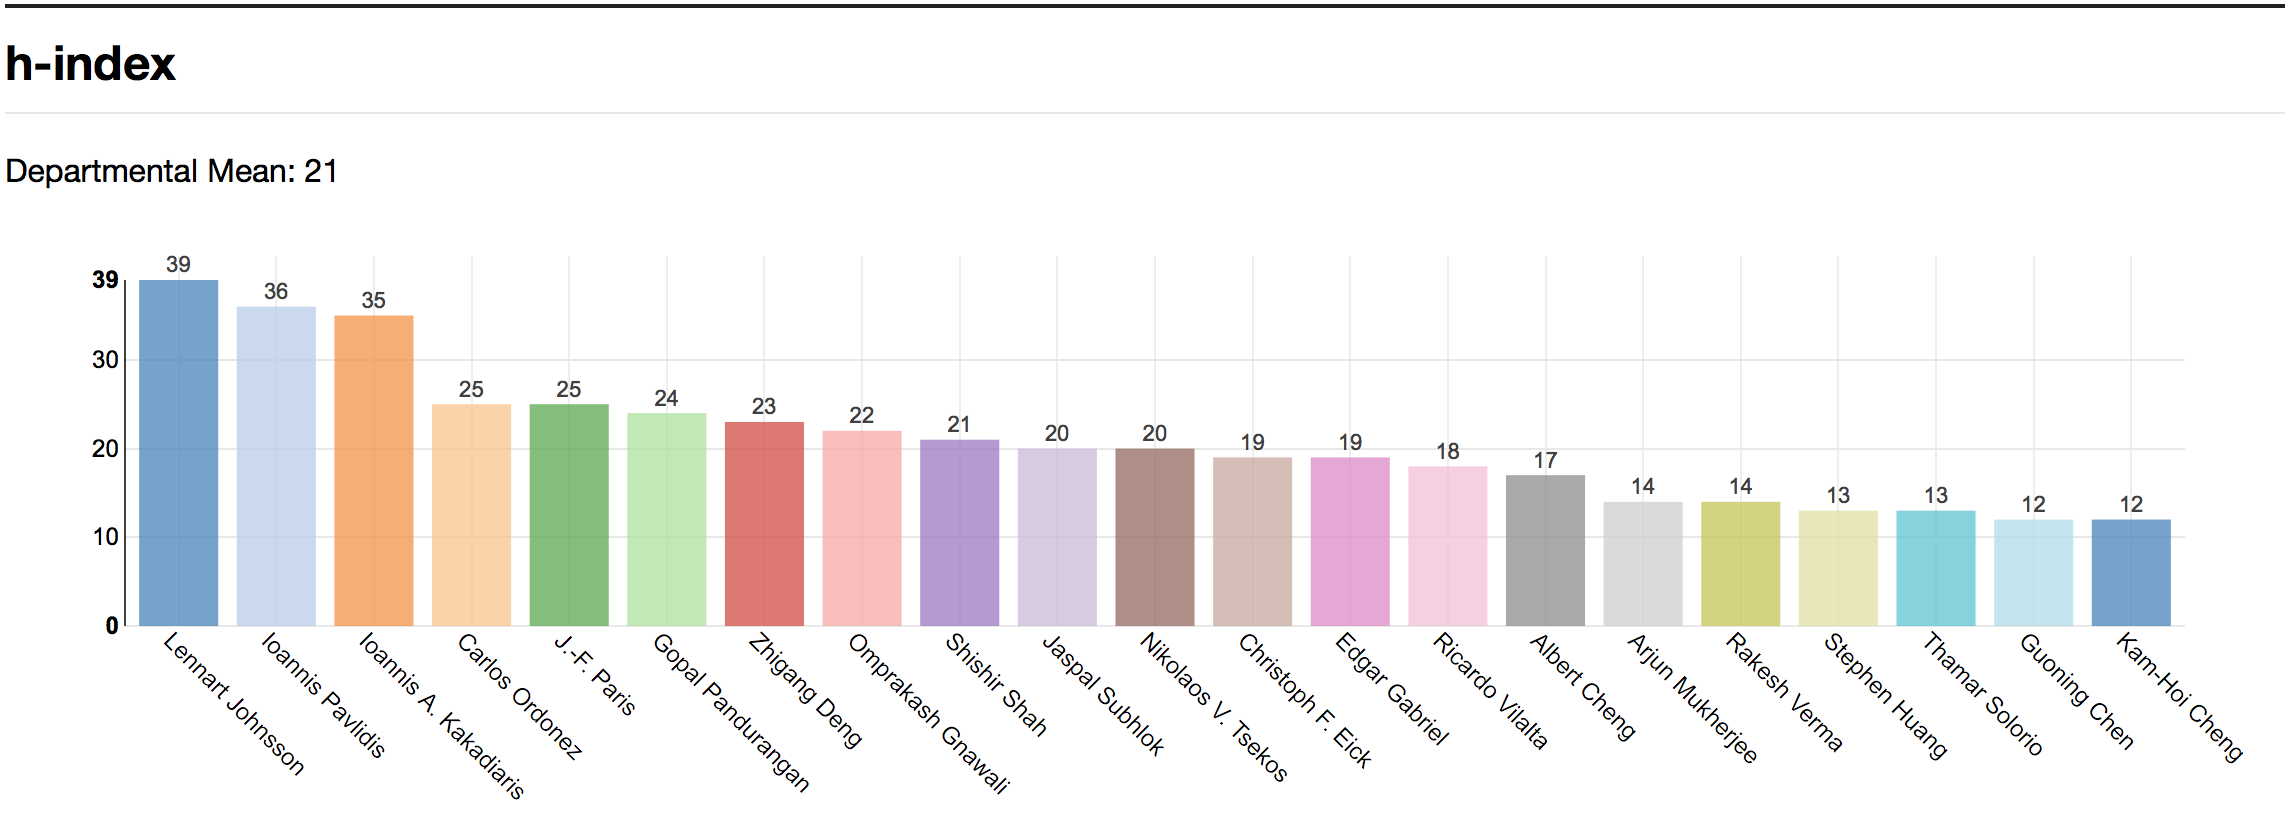 h-index
Departmental Mean: 21
39
30
20
10
0
39
36
35
25
25
24
23
22
21
20
20
19
19
18
17
14
14
13
13
12
12
Lennart Johnsson
Ioannis Pavlidis
Ioannis A. Kakadiaris
Carlos Ordonez
J.-F. Paris
Gopal Pandurangan
Zhigang Deng
Omprakash Gnawali
Shishir Shah
Jaspal Subhlok
Nikolaos V. Tsekos
Christoph F. Eick
Edgar Gabriel
Ricardo Vilalta
Albert Cheng
Arjun Mukherjee
Rakesh Verma
Stephen Huang
Thamar Solorio
Guoning Chen
Kam-Hoi Cheng